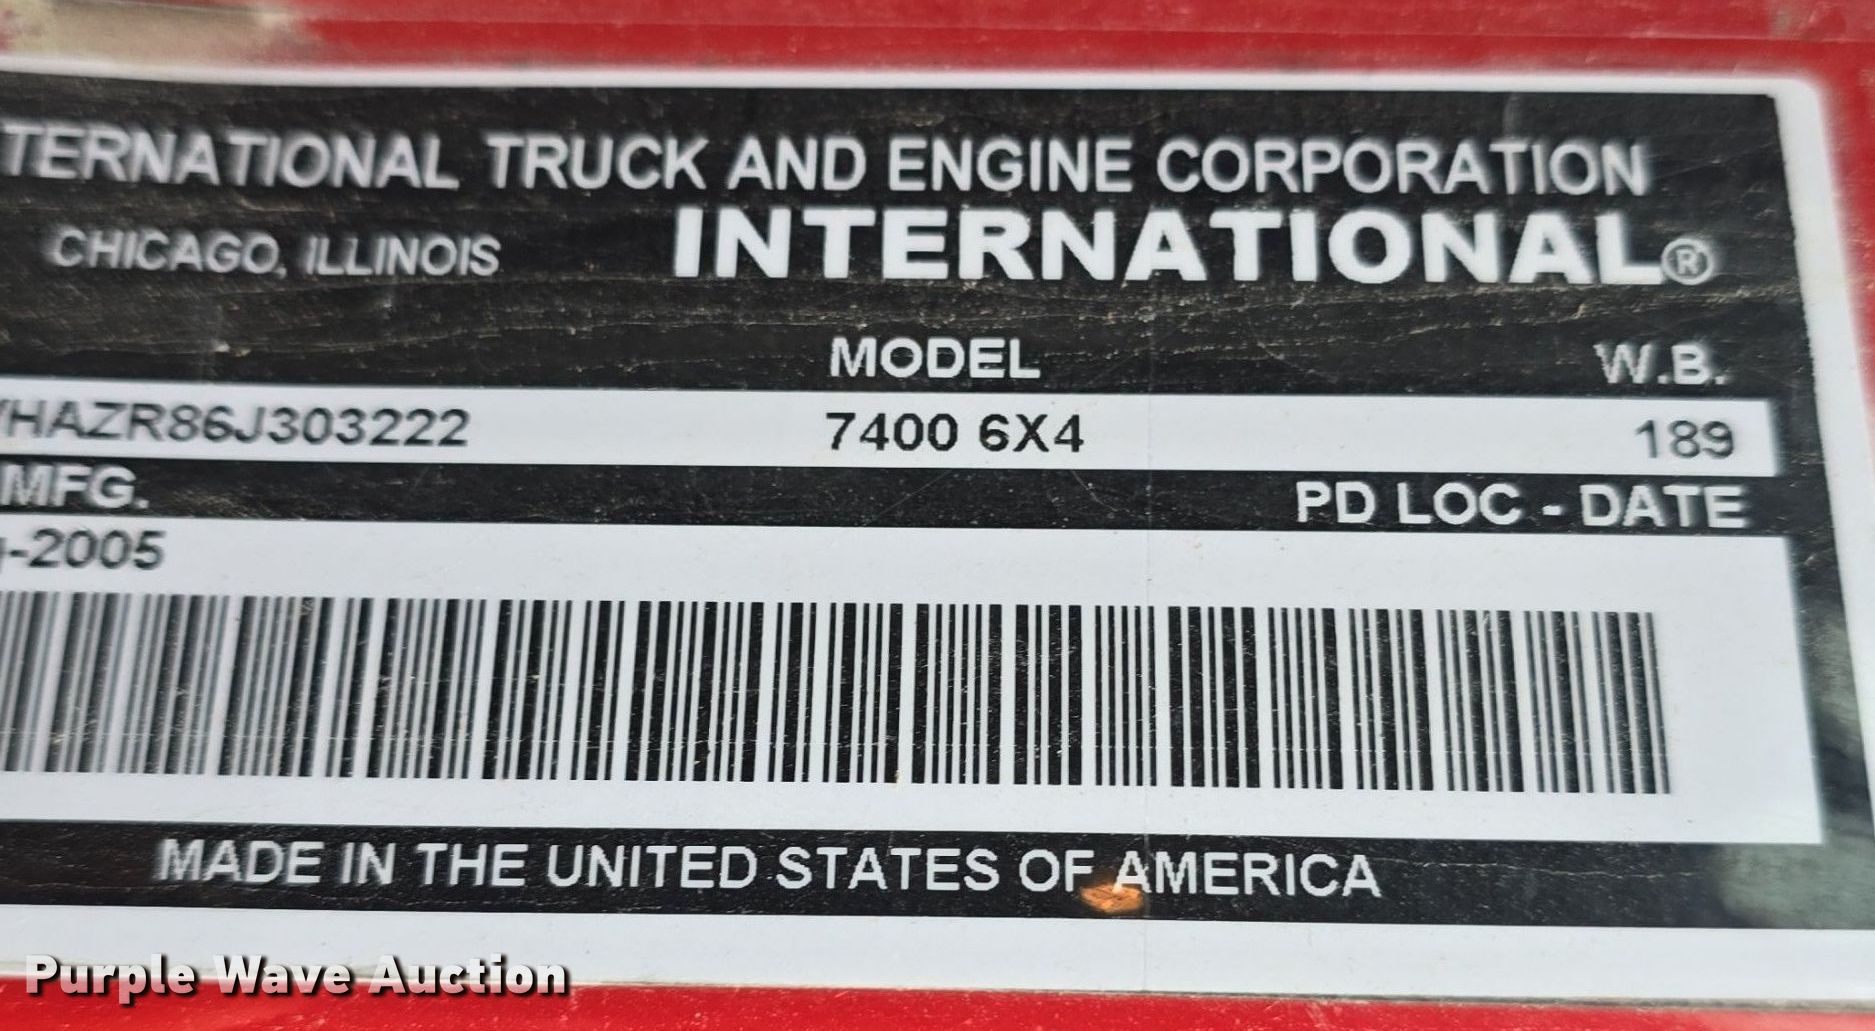 TERNATIONAL TRUCK AND ENGINE CORPORATION
CHICAGO, ILLINOIS INTERNATIONAL®
MODEL W.B.
HAZR86J303222 7400 6X4 189
MFG. PD LOC - DATE
-2005
MADE IN THE UNITED STATES OF AMERICA
Purple Wave Auction